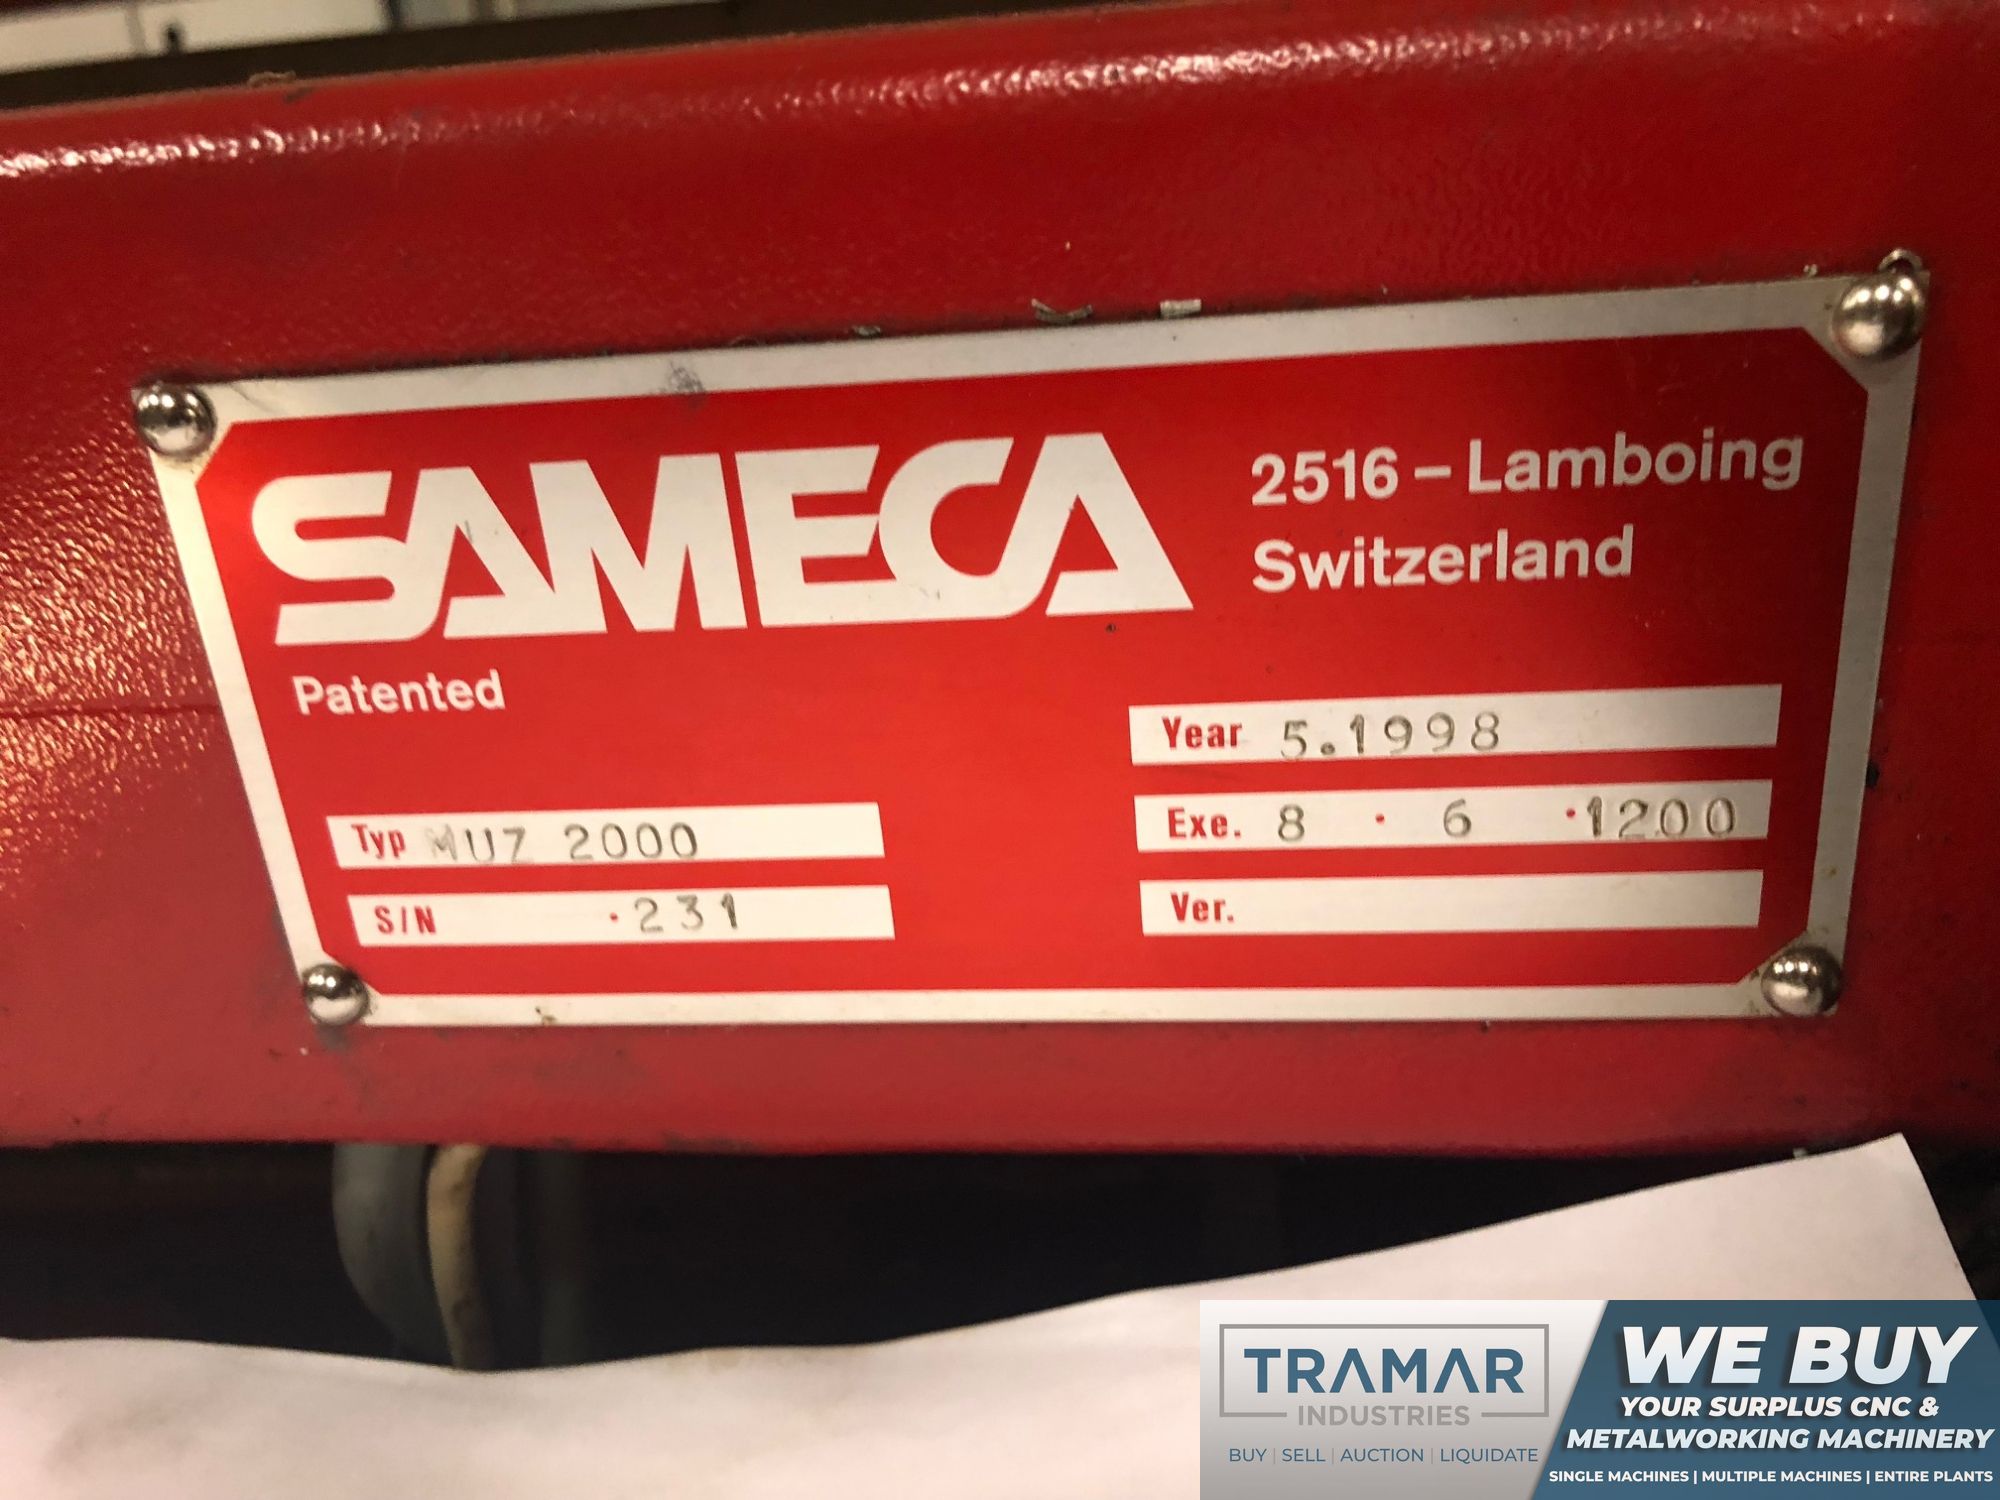 SAMECA
2516 – Lamboing
Switzerland
Patented
Year 5.1998
Typ MUZ 2000
Exe. 8 · 6 · 1200
S/N · 231
Ver.
TRAMAR
INDUSTRIES
BUY | SELL | AUCTION | LIQUIDATE
WE BUY
YOUR SURPLUS CNC &
METALWORKING MACHINERY
SINGLE MACHINES | MULTIPLE MACHINES | ENTIRE PLANTS